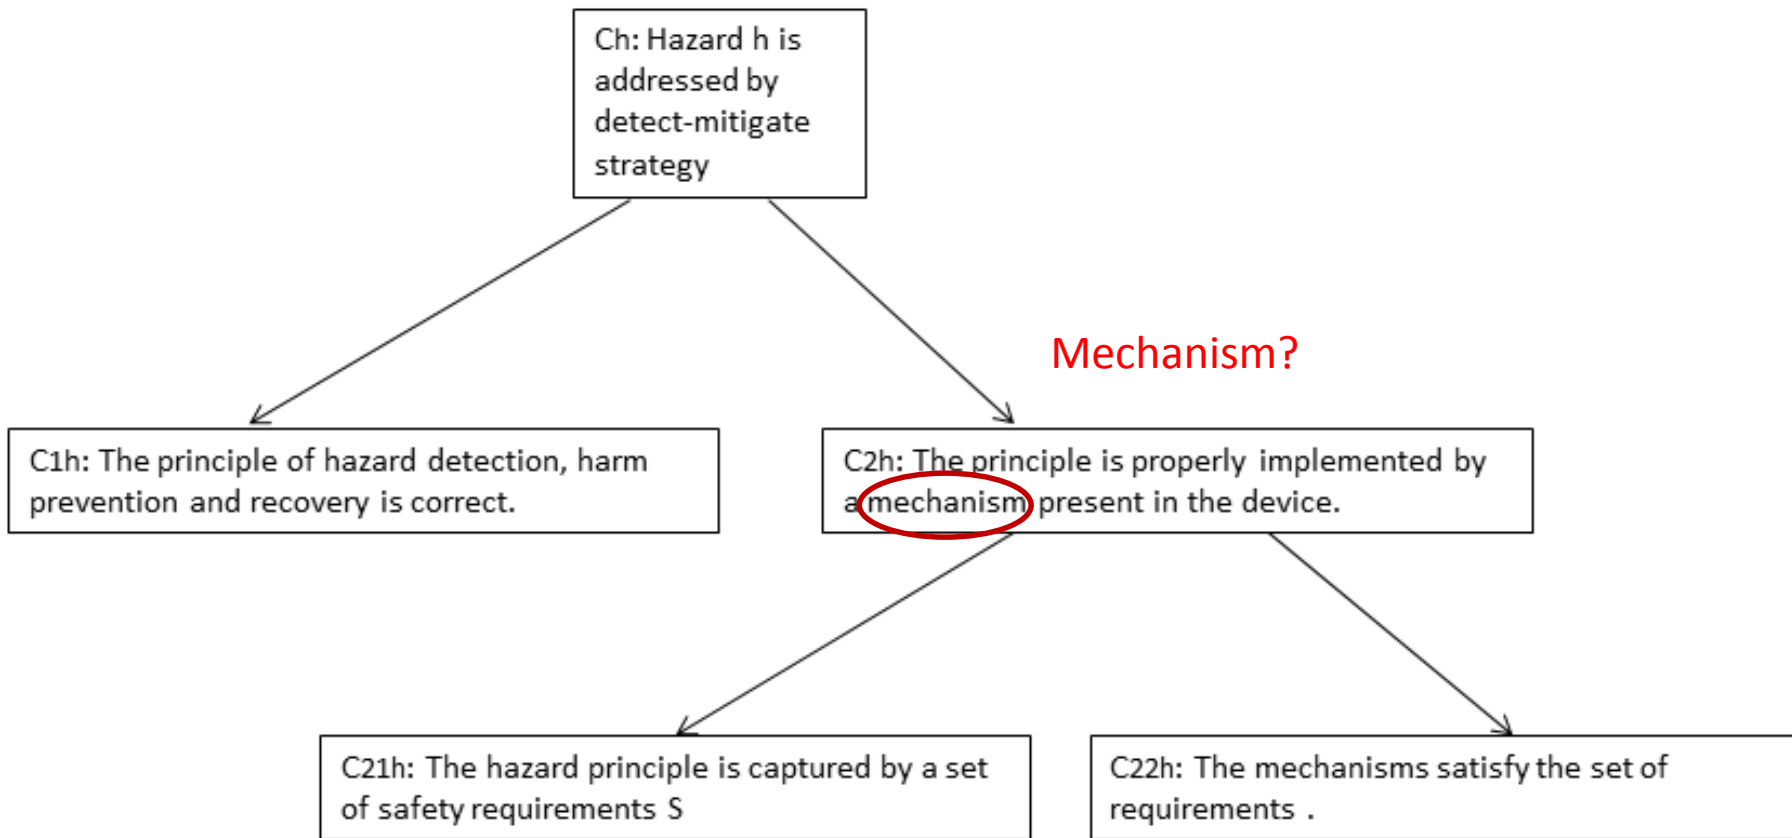 Ch: Hazard h is
addressed by
detect-mitigate
strategy
Mechanism?
C1h: The principle of hazard detection, harm
prevention and recovery is correct.
C2h: The principle is properly implemented by
a mechanism present in the device.
C21h: The hazard principle is captured by a set
of safety requirements S
C22h: The mechanisms satisfy the set of
requirements .